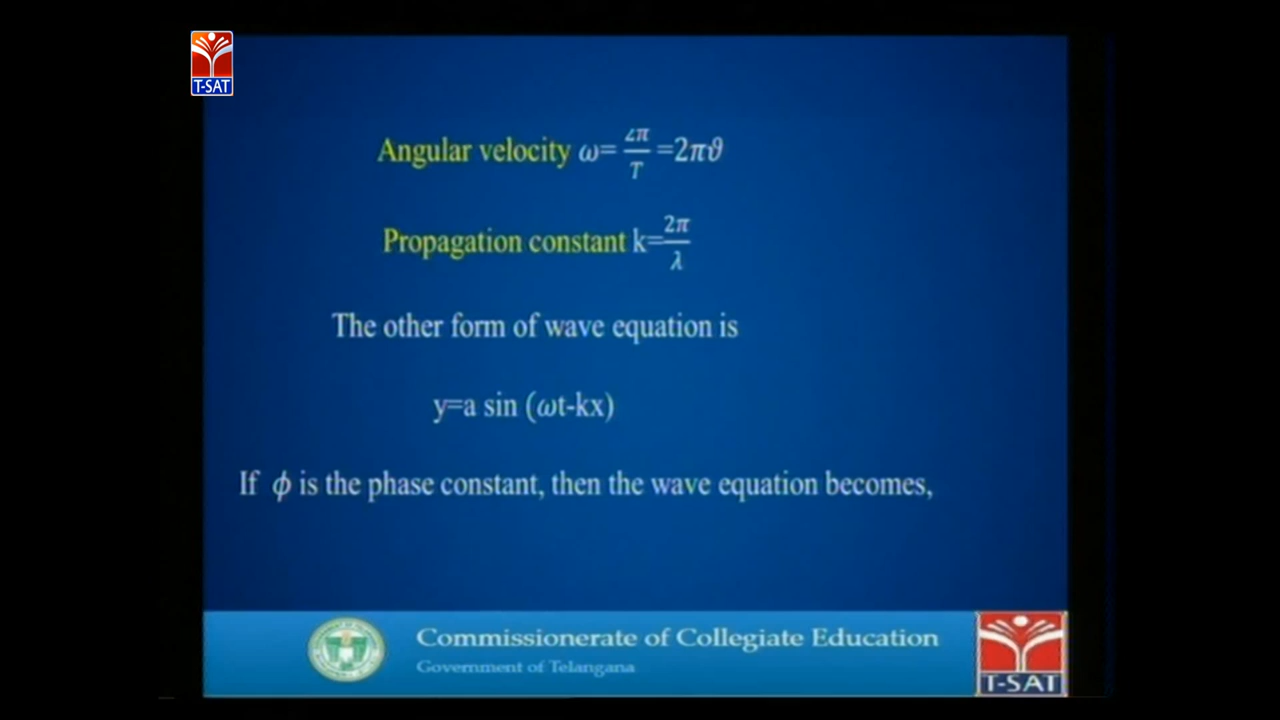 T-SAT
Angular velocity ω=2π/T=2πϑ
Propagation constant k=2π/λ
The other form of wave equation is
y=a sin (ωt-kx)
If ϕ is the phase constant, then the wave equation becomes,
Commissionerate of Collegiate Education
Government of Telangana
T-SAT